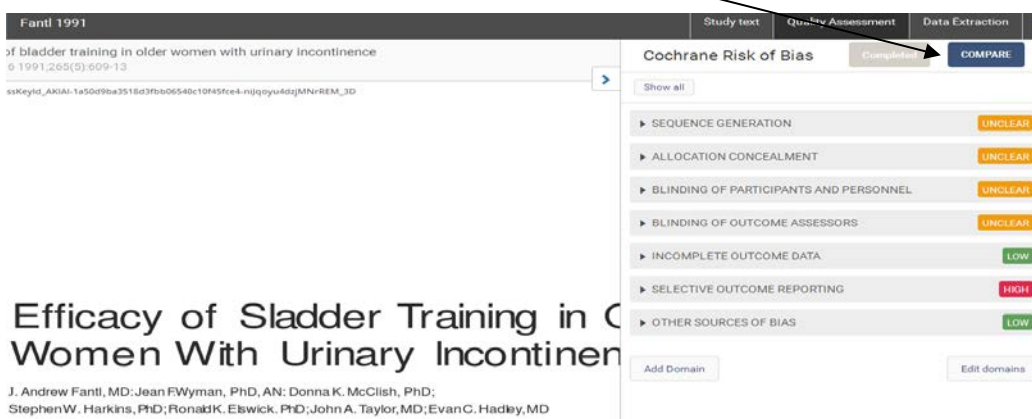 Fantl 1991
Study text
Quality Assessment
Data Extraction
of bladder training in older women with urinary incontinence
6 1991;265(5):609-13
ssKeyId_AKIAI-1a50d9ba3518d3fbb06540c10f45fce4-nijqoyu4dzjMNrREM_3D
Efficacy of Sladder Training in
Women With Urinary Incontinen
J. Andrew Fantl, MD: Jean F.Wyman, PhD, AN: Donna K. McClish, PhD;
Stephen W. Harkins, PhD; Ronald K. Elswick. PhD; John A. Taylor, MD; Evan C. Hadley, MD
Cochrane Risk of Bias
Completed
COMPARE
Show all
SEQUENCE GENERATION UNCLEAR
ALLOCATION CONCEALMENT UNCLEAR
BLINDING OF PARTICIPANTS AND PERSONNEL UNCLEAR
BLINDING OF OUTCOME ASSESSORS UNCLEAR
INCOMPLETE OUTCOME DATA LOW
SELECTIVE OUTCOME REPORTING HIGH
OTHER SOURCES OF BIAS LOW
Add Domain
Edit domains